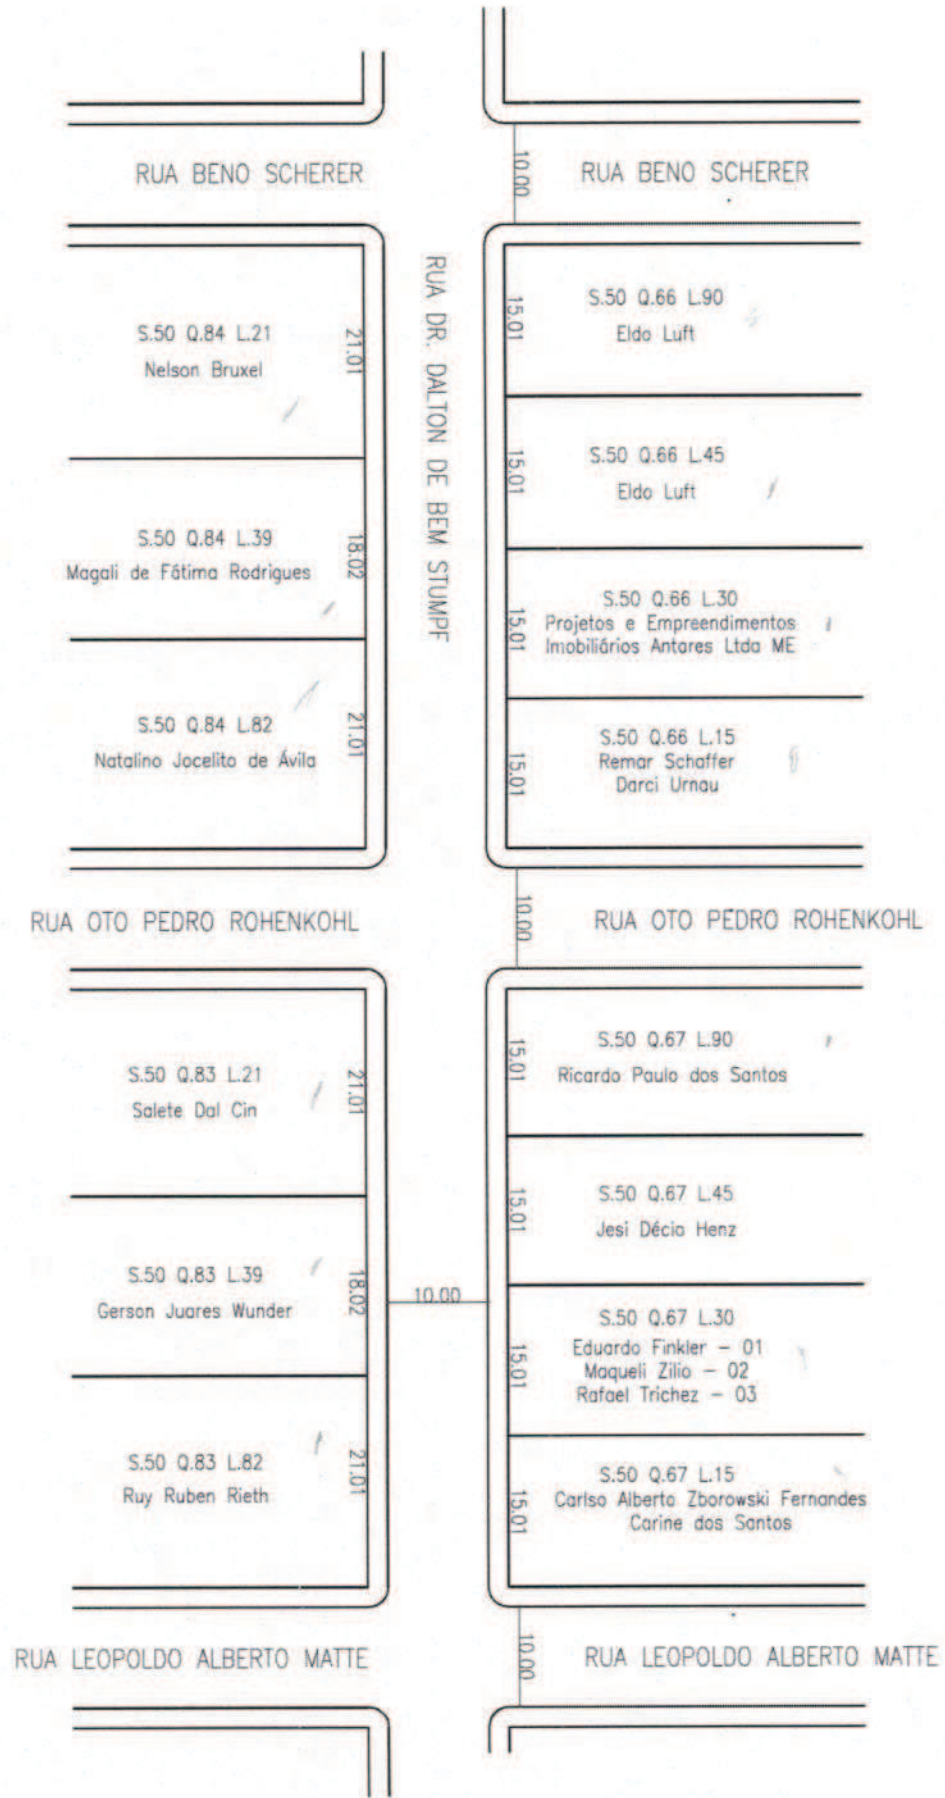 RUA BENO SCHERER
10.00
RUA BENO SCHERER
RUA DR. DALTON DE BEM STUMPF
S.50 Q.84 L.21
Nelson Bruxel
21.01
S.50 Q.84 L.39
Magali de Fátima Rodrigues
18.02
S.50 Q.84 L.82
Natalino Jocelito de Ávila
21.01
15.01
S.50 Q.66 L.90
Eldo Luft
15.01
S.50 Q.66 L.45
Eldo Luft
15.01
S.50 Q.66 L.30
Projetos e Empreendimentos
Imobiliários Antares Ltda ME
15.01
S.50 Q.66 L.15
Remar Schaffer
Darci Urnau
RUA OTO PEDRO ROHENKOHL
10.00
RUA OTO PEDRO ROHENKOHL
S.50 Q.83 L.21
Salete Dal Cin
21.01
S.50 Q.83 L.39
Gerson Juares Wunder
18.02
10.00
S.50 Q.83 L.82
Ruy Ruben Rieth
21.01
15.01
S.50 Q.67 L.90
Ricardo Paulo dos Santos
15.01
S.50 Q.67 L.45
Jesi Décio Henz
15.01
S.50 Q.67 L.30
Eduardo Finkler - 01
Maqueli Zilio - 02
Rafael Trichez - 03
15.01
S.50 Q.67 L.15
Carlso Alberto Zborowski Fernandes
Carine dos Santos
RUA LEOPOLDO ALBERTO MATTE
10.00
RUA LEOPOLDO ALBERTO MATTE